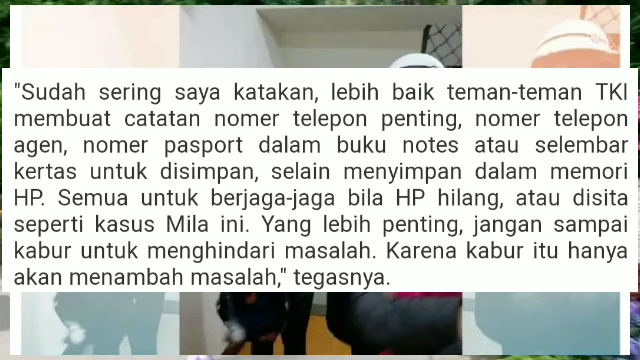 "Sudah sering saya katakan, lebih baik teman-teman TKI
membuat catatan nomer telepon penting, nomer telepon
agen, nomer pasport dalam buku notes atau selembar
kertas untuk disimpan, selain menyimpan dalam memori
HP. Semua untuk berjaga-jaga bila HP hilang, atau disita
seperti kasus Mila ini. Yang lebih penting, jangan sampai
kabur untuk menghindari masalah. Karena kabur itu hanya
akan menambah masalah," tegasnya.